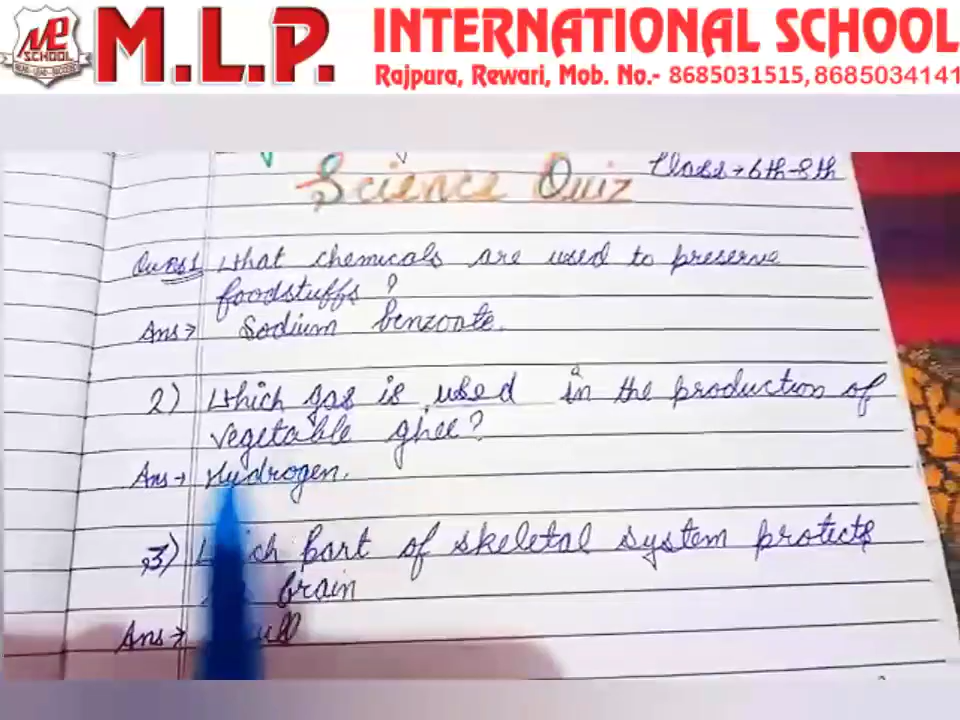 M.L.P. INTERNATIONAL SCHOOL
Rajpura, Rewari, Mob. No.- 8685031515, 8685034141
SCHOOL
Science Quiz
Class → 6th-8th
Ques1 What chemicals are used to preserve
foodstuffs ?
Ans → Sodium benzoate.
2) Which gas is used in the production of
vegetable ghee?
Ans → Hydrogen.
3) part of skeletal system protects
brain
Ans →